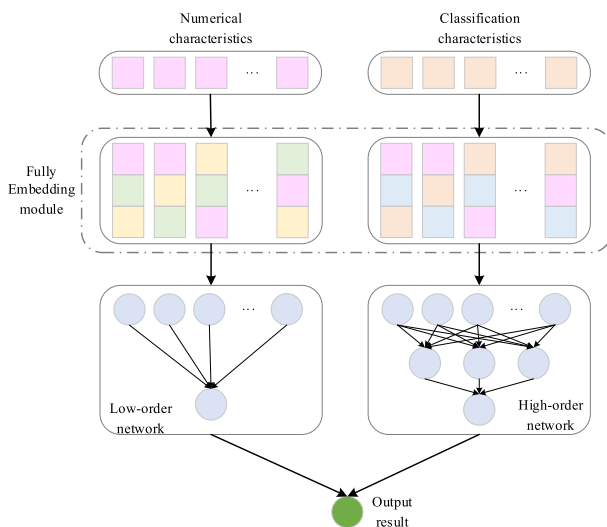 Numerical
characteristics
Classification
characteristics
...
...
Fully
Embedding
module
...
...
...
...
Low-order
network
High-order
network
Output
result